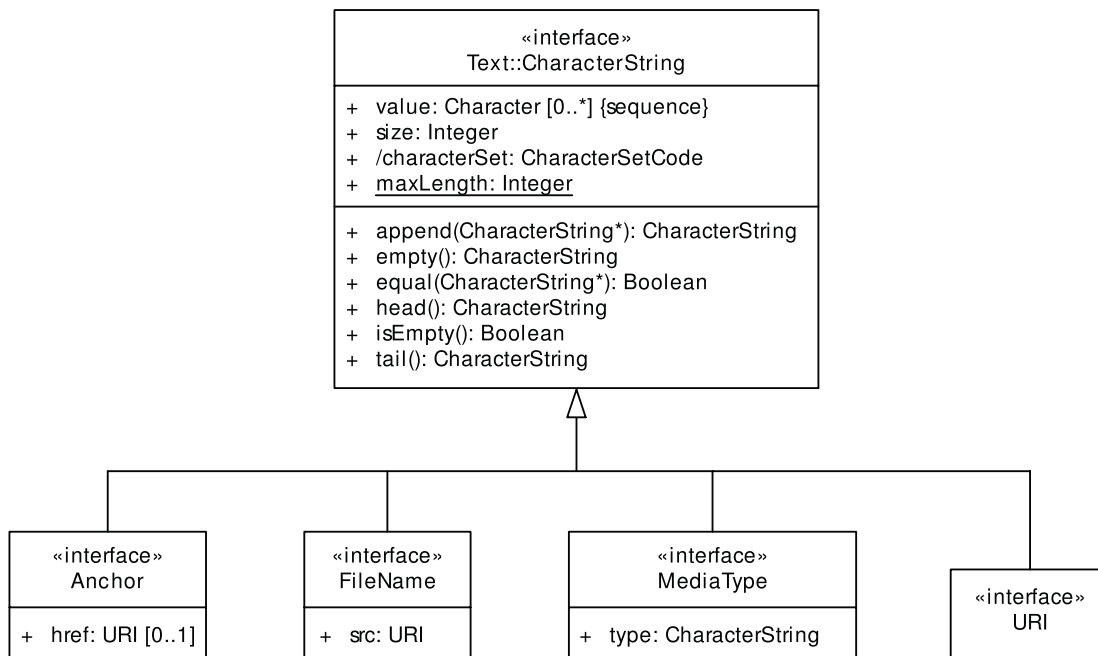 «interface»
Text::CharacterString
+ value: Character [0..*] {sequence}
+ size: Integer
+ /characterSet: CharacterSetCode
+ maxLength: Integer
+ append(CharacterString*): CharacterString
+ empty(): CharacterString
+ equal(CharacterString*): Boolean
+ head(): CharacterString
+ isEmpty(): Boolean
+ tail(): CharacterString
«interface»
Anchor
+ href: URI [0..1]
«interface»
FileName
+ src: URI
«interface»
MediaType
+ type: CharacterString
«interface»
URI